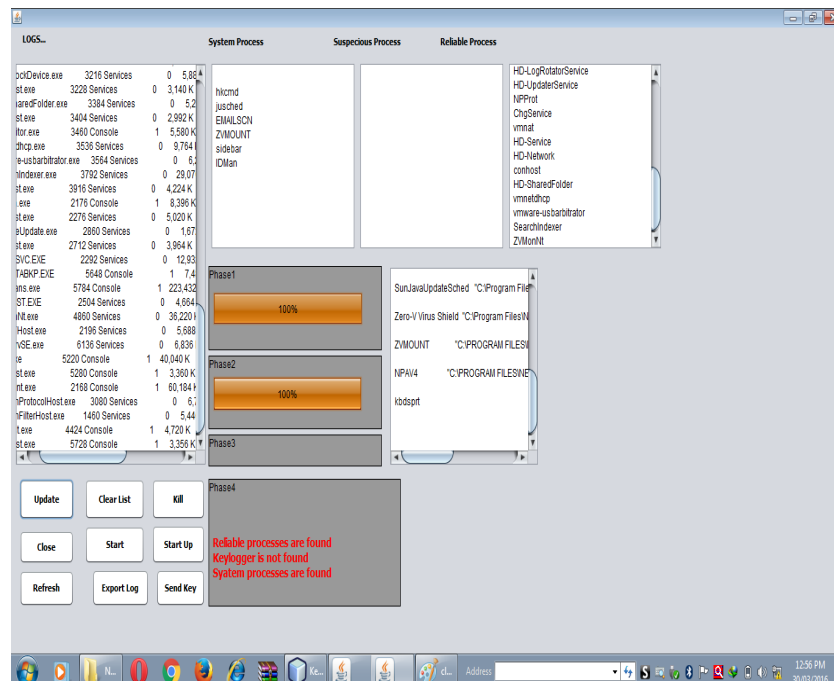 LOGS...
System Process
Suspecious Process
Reliable Process
ockDevice.exe 3216 Services 0 5,88
st.exe 3228 Services 0 3,140 K
aredFolder.exe 3384 Services 0 5,2
st.exe 3404 Services 0 2,992 K
itor.exe 3460 Console 1 5,580 K
dhcp.exe 3536 Services 0 9,764
re-usbarbitrator.exe 3564 Services 0 6,
hIndexer.exe 3792 Services 0 29,07
st.exe 3916 Services 0 4,224 K
.exe 2176 Console 1 8,396 K
st.exe 2276 Services 0 5,020 K
eUpdate.exe 2860 Services 0 1,67
st.exe 2712 Services 0 3,964 K
SVC.EXE 2292 Services 0 12,93
TABKP.EXE 5648 Console 1 7,4
ans.exe 5784 Console 1 223,432
ST.EXE 2504 Services 0 4,664
Nt.exe 4860 Services 0 36,220
Host.exe 2196 Services 0 5,688
vSE.exe 6136 Services 0 6,836
xe 5220 Console 1 40,040 K
st.exe 5280 Console 1 3,360 K
nt.exe 2168 Console 1 60,184 K
hProtocolHost.exe 3080 Services 0 6,7
hFilterHost.exe 1460 Services 0 5,44
t.exe 4424 Console 1 4,720 K
st.exe 5728 Console 1 3,356 K
hkcmd
jusched
EMAILSCN
ZVMOUNT
sidebar
IDMan
HD-LogRotatorService
HD-UpdaterService
NPProt
ChgService
vmnat
HD-Service
HD-Network
conhost
HD-SharedFolder
vmnetdhcp
vmware-usbarbitrator
SearchIndexer
ZVMonNt
Phase1
100%
Phase2
100%
Phase3
SunJavaUpdateSched "C:\Program File
Zero-V Virus Shield "C:\Program Files\N
ZVMOUNT "C:\PROGRAM FILES\
NPAV4 "C:\PROGRAM FILES\NE
kbdsprt
Update
Clear List
Kill
Close
Start
Start Up
Refresh
Export Log
Send Key
Phase4
Reliable processes are found
Keylogger is not found
Syatem processes are found
N...
Ke...
cl...
Address
12:56 PM
30/03/2016